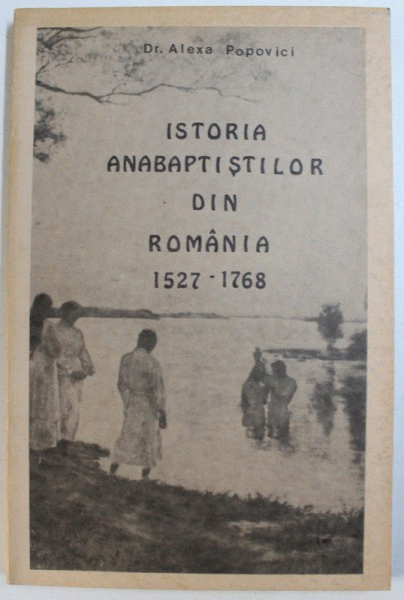 Dr. Alexa Popovici
ISTORIA
ANABAPTIȘTILOR
DIN
ROMÂNIA
1527 - 1768